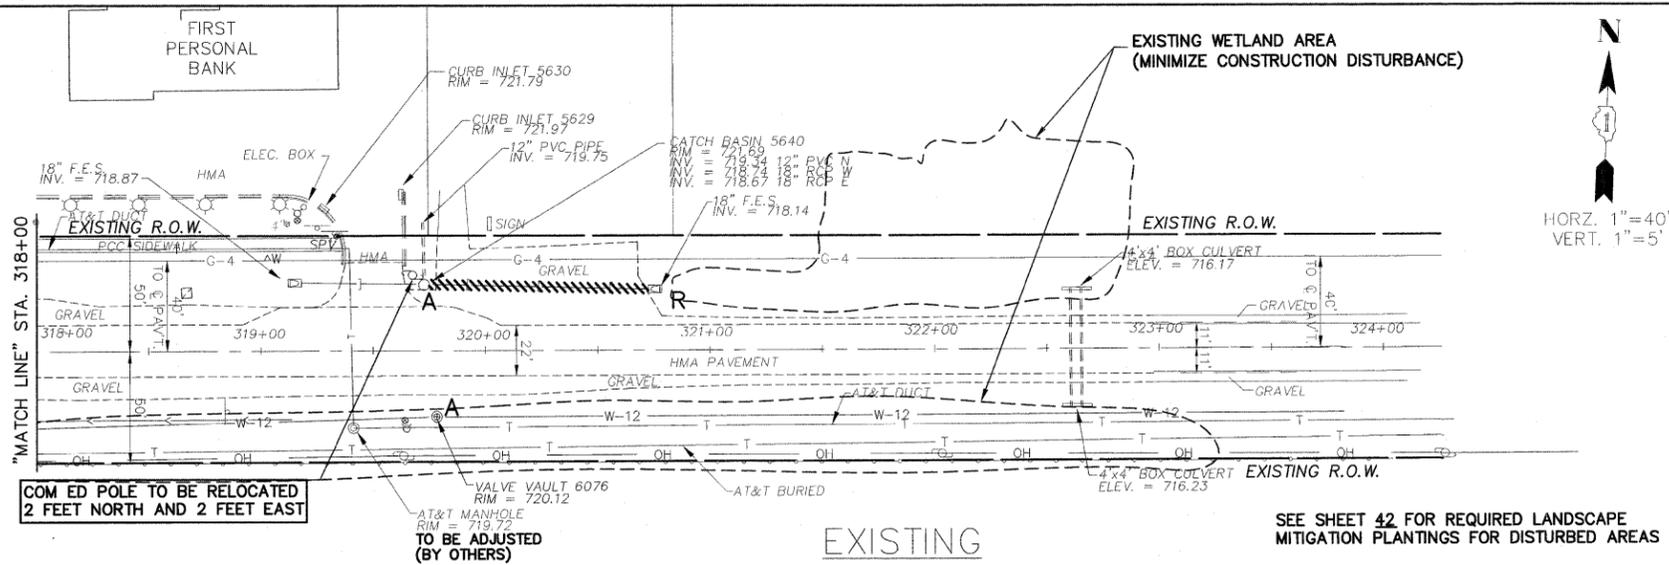 FIRST
PERSONAL
BANK
CURB INLET 5630
RIM = 721.79
CURB INLET 5629
RIM = 721.97
12" PVC PIPE
INV. = 719.75
CATCH BASIN 5640
RIM = 721.69
INV. = 719.34 12" PVC N
INV. = 718.74 18" RCP W
INV. = 718.67 18" RCP E
EXISTING WETLAND AREA
(MINIMIZE CONSTRUCTION DISTURBANCE)
N
HORZ. 1"=40'
VERT. 1"=5'
18" F.E.S.
INV. = 718.87
ELEC. BOX
HMA
18" F.E.S.
INV. = 718.14
AT&T DUCT
EXISTING R.O.W.
SIGN
EXISTING R.O.W.
PCC SIDEWALK
SPV
G-4
W
HMA
G-4
GRAVEL
G-4
4'x4' BOX CULVERT
ELEV. = 716.17
"MATCH LINE" STA. 318+00
50'
40'
TO ℄ PAVT.
A
R
TO ℄ PAVT.
40'
GRAVEL
GRAVEL
318+00
319+00
320+00
321+00
322+00
323+00
324+00
22'
11'
11'
HMA PAVEMENT
GRAVEL
GRAVEL
GRAVEL
50'
AT&T DUCT
A
W-12
W-12
W-12
W-12
T
T
T
T
T
T
T
T
T
T
T
T
OH
OH
OH
OH
OH
OH
OH
4'x4' BOX CULVERT
ELEV. = 716.23
EXISTING R.O.W.
COM ED POLE TO BE RELOCATED
2 FEET NORTH AND 2 FEET EAST
VALVE VAULT 6076
RIM = 720.12
AT&T BURIED
AT&T MANHOLE
RIM = 719.72
TO BE ADJUSTED
(BY OTHERS)
EXISTING
SEE SHEET 42 FOR REQUIRED LANDSCAPE
MITIGATION PLANTINGS FOR DISTURBED AREAS